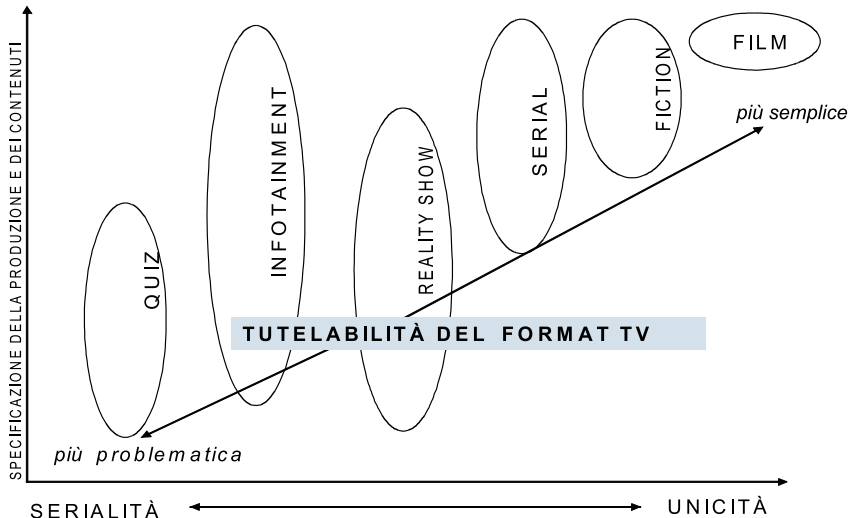 SPECIFICAZIONE DELLA PRODUZIONE E DEI CONTENUTI
QUIZ
INFOTAINMENT
REALITY SHOW
SERIAL
FICTION
FILM
più semplice
TUTELABILITÀ DEL FORMAT TV
più problematica
SERIALITÀ
UNICITÀ